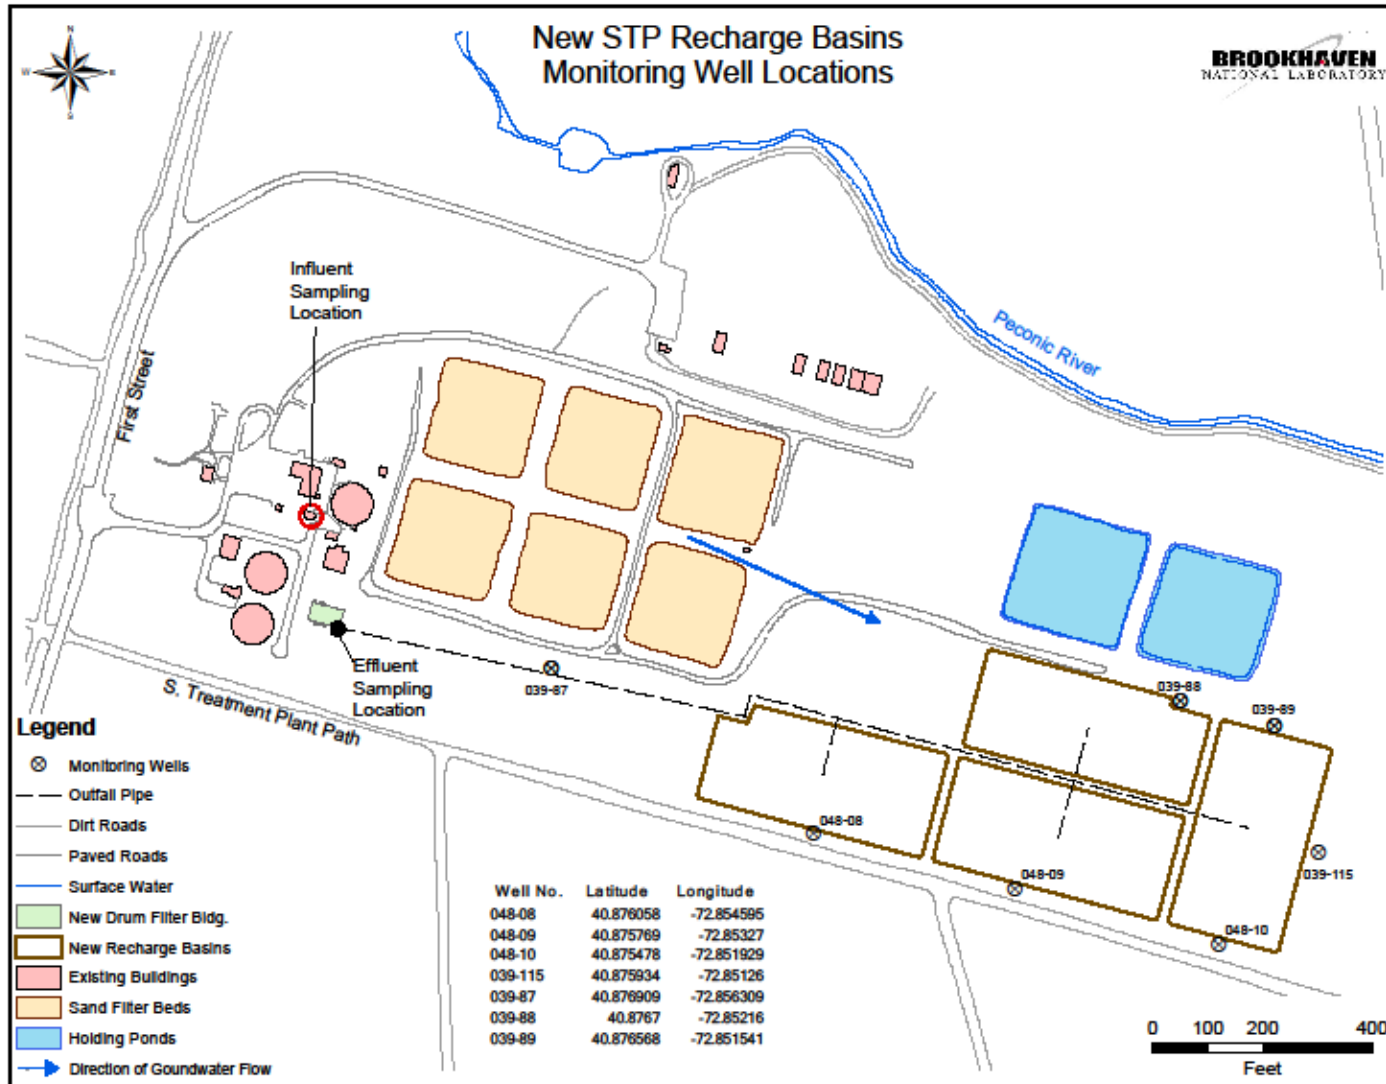 New STP Recharge Basins
Monitoring Well Locations
BROOKHAVEN
NATIONAL LABORATORY
N
W
E
S
Influent
Sampling
Location
First Street
Peconic River
Effluent
Sampling
Location
S. Treatment Plant Path
039-87
039-88
039-89
048-08
048-09
039-115
048-10
Legend
Monitoring Wells
Outfall Pipe
Dirt Roads
Paved Roads
Surface Water
New Drum Filter Bldg.
New Recharge Basins
Existing Buildings
Sand Filter Beds
Holding Ponds
Direction of Goundwater Flow
Well No. Latitude Longitude
048-08 40.876058 -72.854595
048-09 40.875769 -72.85327
048-10 40.875478 -72.851929
039-115 40.875934 -72.85126
039-87 40.876909 -72.856309
039-88 40.8767 -72.85216
039-89 40.876568 -72.851541
0 100 200 400
Feet